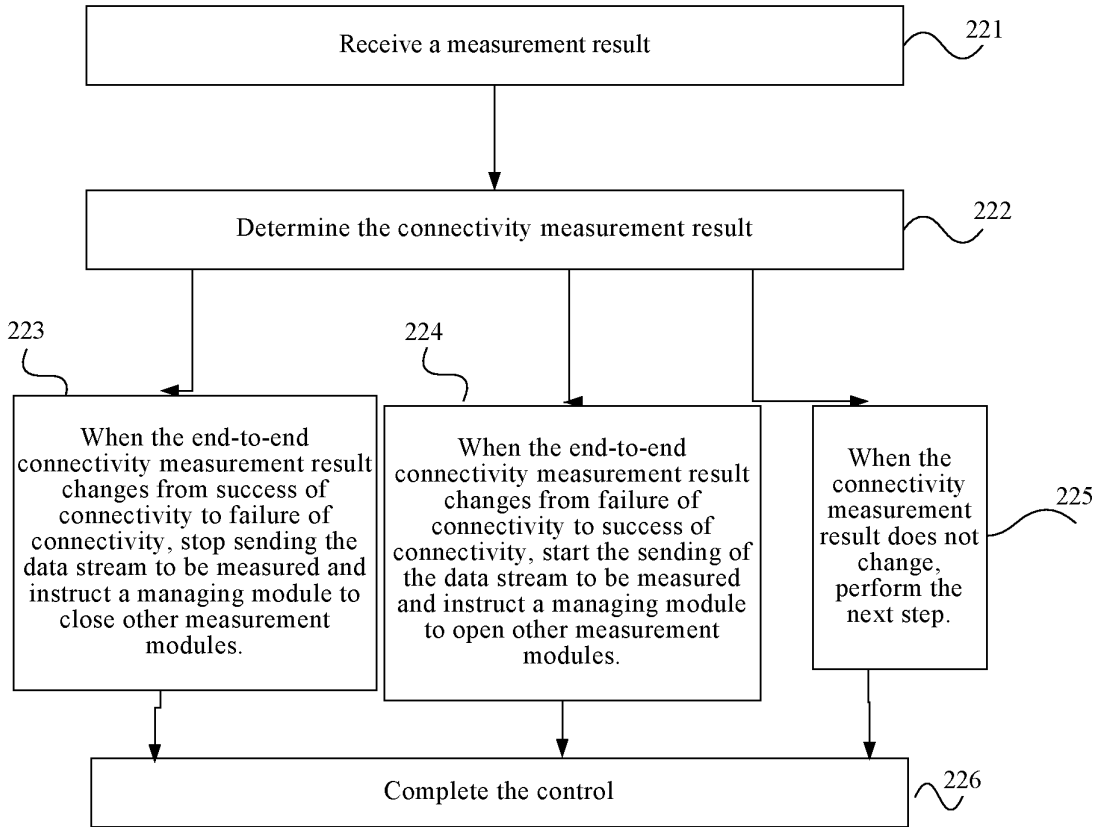 Receive a measurement result
221
Determine the connectivity measurement result
222
223
When the end-to-end
connectivity measurement result
changes from success of
connectivity to failure of
connectivity, stop sending the
data stream to be measured and
instruct a managing module to
close other measurement
modules.
224
When the end-to-end
connectivity measurement result
changes from failure of
connectivity to success of
connectivity, start the sending of
the data stream to be measured
and instruct a managing module
to open other measurement
modules.
When the
connectivity
measurement
result does not
change,
perform the
next step.
225
Complete the control
226